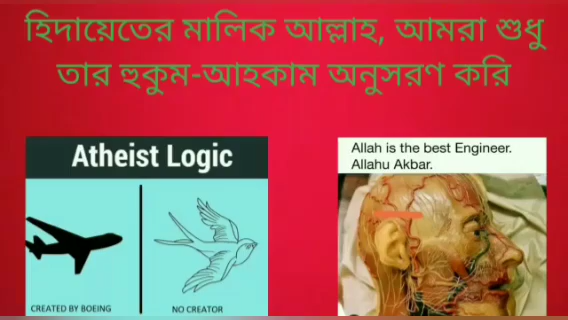 হিদায়েতের মালিক আল্লাহ, আমরা শুধু
তার হুকুম-আহকাম অনুসরণ করি
Atheist Logic
CREATED BY BOEING
NO CREATOR
Allah is the best Engineer.
Allahu Akbar.